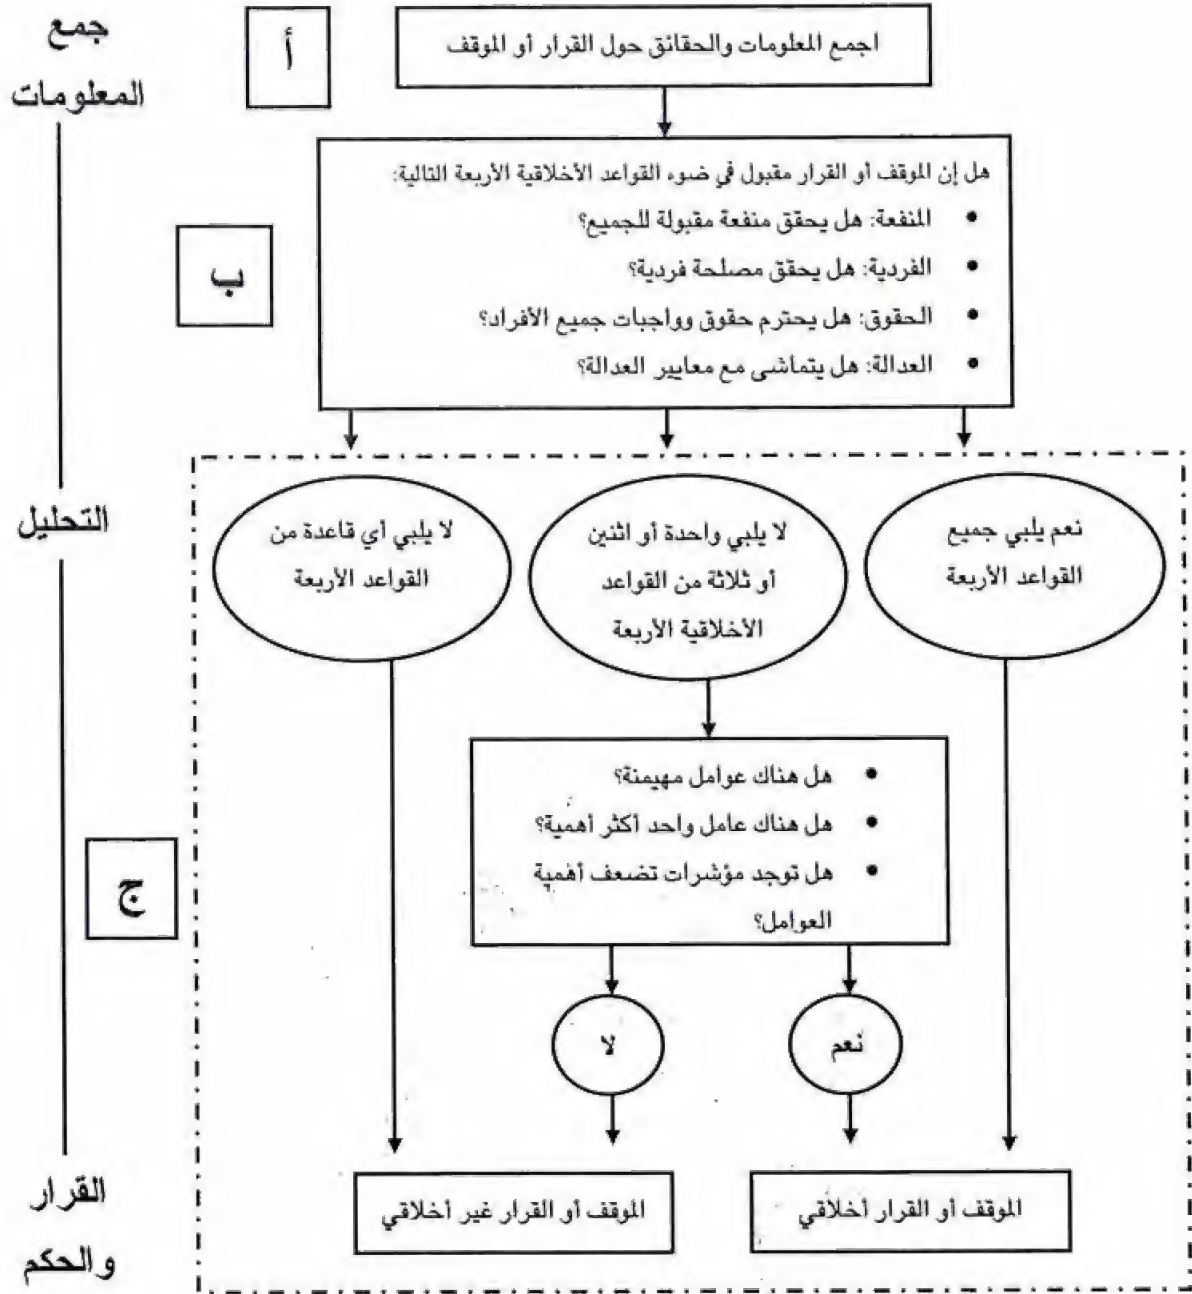 جمع
المعلومات
أ
اجمع المعلومات والحقائق حول القرار أو الموقف
هل إن الموقف أو القرار مقبول في ضوء القواعد الأخلاقية الأربعة التالية:
• المنفعة: هل يحقق منفعة مقبولة للجميع؟
• الفردية: هل يحقق مصلحة فردية؟
• الحقوق: هل يحترم حقوق وواجبات جميع الأفراد؟
• العدالة: هل يتماشى مع معايير العدالة؟
ب
التحليل
نعم يلبي جميع
القواعد الأربعة
لا يلبي واحدة أو اثنين
أو ثلاثة من القواعد
الأخلاقية الأربعة
لا يلبي أي قاعدة من
القواعد الأربعة
• هل هناك عوامل مهيمنة؟
• هل هناك عامل واحد أكثر أهمية؟
• هل توجد مؤشرات تضعف أهمية
العوامل؟
ج
نعم
لا
الموقف أو القرار أخلاقي
الموقف أو القرار غير أخلاقي
القرار
والحكم